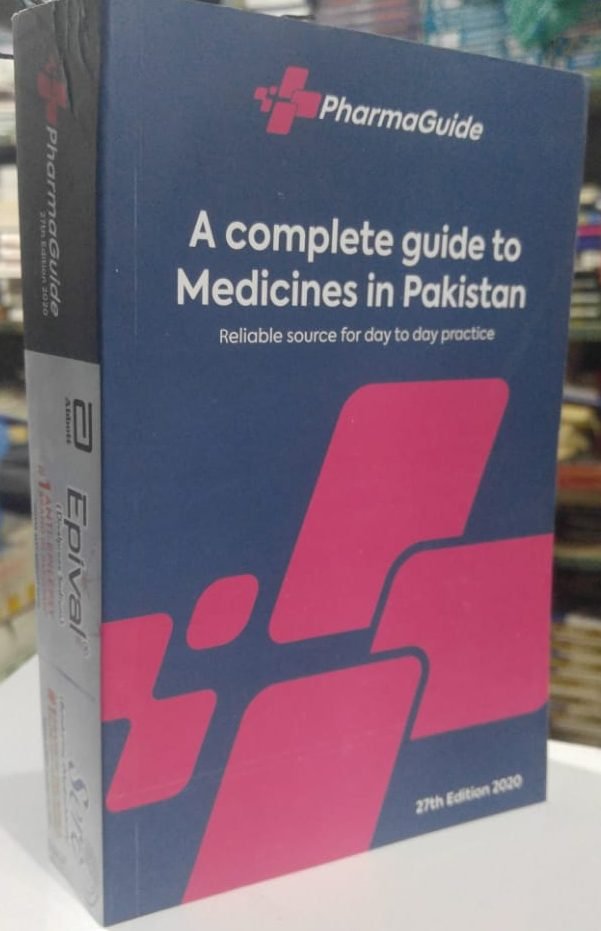 PharmaGuide
A complete guide to
Medicines in Pakistan
Reliable source for day to day practice
27th Edition 2020
PharmaGuide
27th Edition 2020
Abbott
Epival